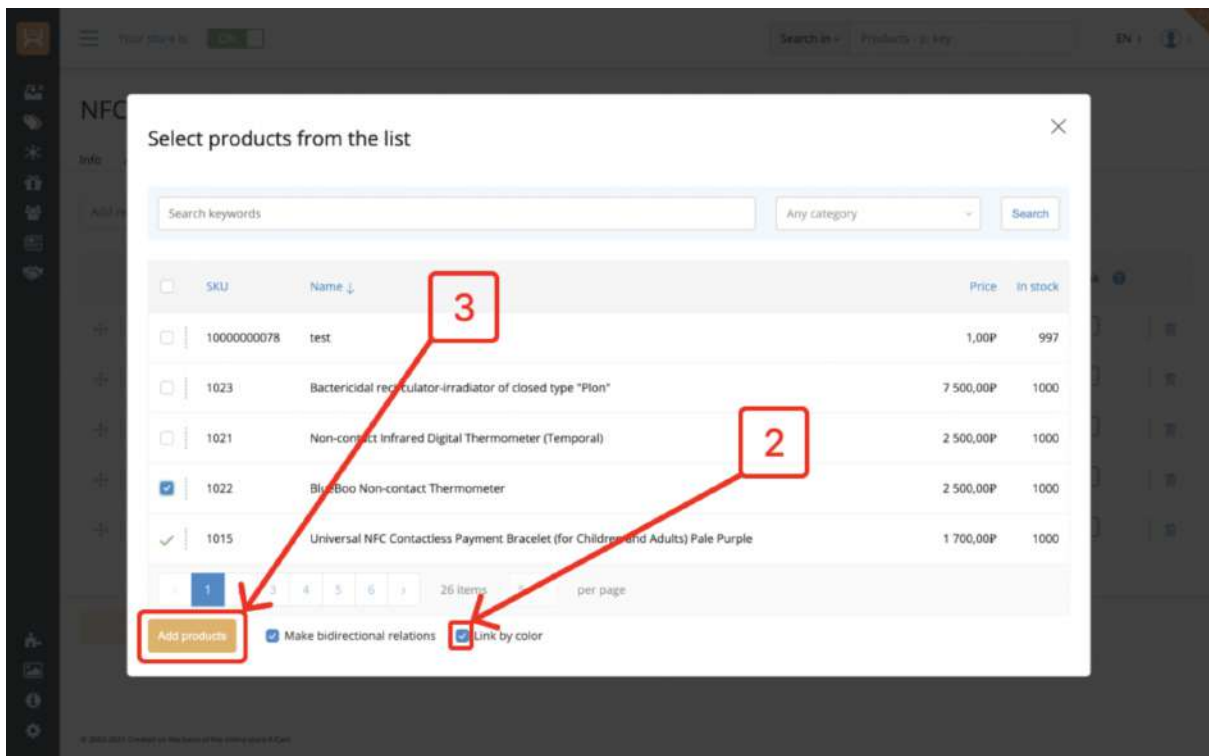 Your store is
Search in
EN
NFC
Select products from the list
Info
Search keywords
Any category
Search
SKU
Name ↓
Price
In stock
3
10000000078
test
1,00₽
997
1023
Bactericidal recirculator-irradiator of closed type "Plon"
7 500,00₽
1000
2
1021
Non-contact Infrared Digital Thermometer (Temporal)
2 500,00₽
1000
1022
BlueBoo Non-contact Thermometer
2 500,00₽
1000
1015
Universal NFC Contactless Payment Bracelet (for Children and Adults) Pale Purple
1 700,00₽
1000
1
3
4
5
6
26 items
per page
Add products
Make bidirectional relations
Link by color